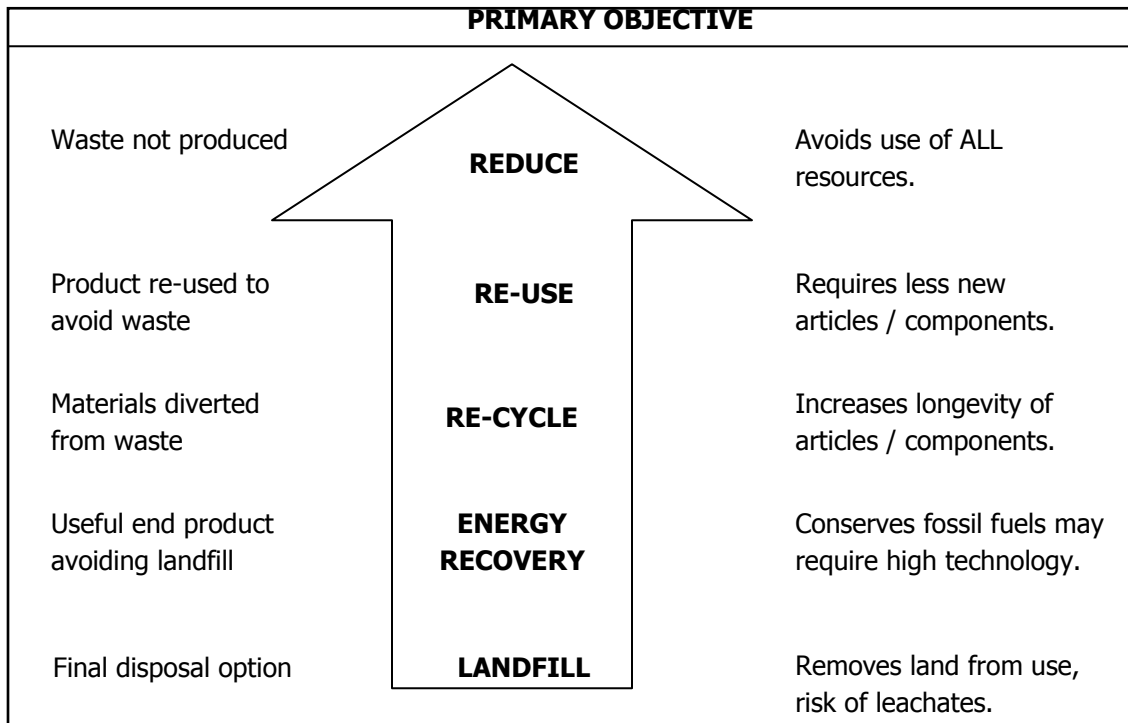 PRIMARY OBJECTIVE
Waste not produced
REDUCE
Avoids use of ALL
resources.
Product re-used to
avoid waste
RE-USE
Requires less new
articles / components.
Materials diverted
from waste
RE-CYCLE
Increases longevity of
articles / components.
Useful end product
avoiding landfill
ENERGY
RECOVERY
Conserves fossil fuels may
require high technology.
Final disposal option
LANDFILL
Removes land from use,
risk of leachates.